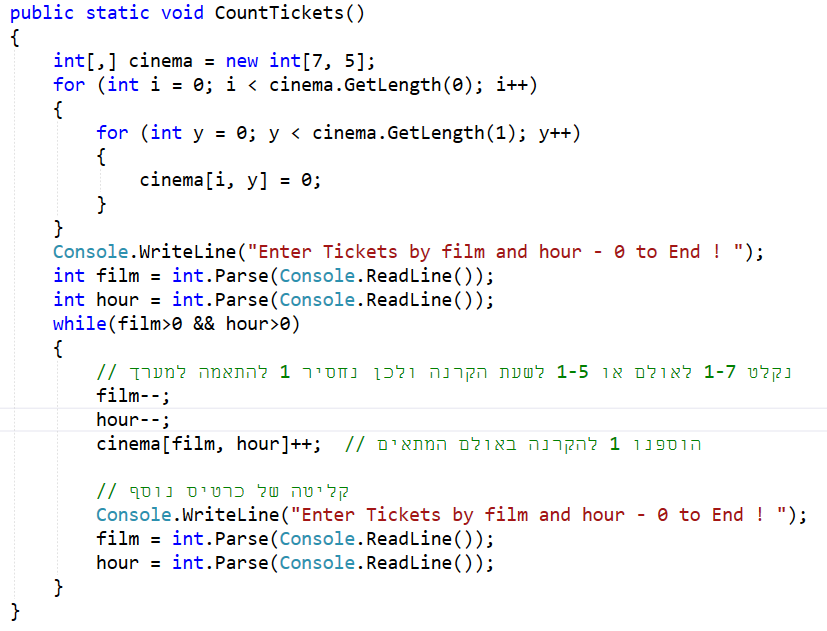 public static void CountTickets()
{
int[,] cinema = new int[7, 5];
for (int i = 0; i < cinema.GetLength(0); i++)
{
for (int y = 0; y < cinema.GetLength(1); y++)
{
cinema[i, y] = 0;
}
}
Console.WriteLine("Enter Tickets by film and hour - 0 to End ! ");
int film = int.Parse(Console.ReadLine());
int hour = int.Parse(Console.ReadLine());
while(film>0 && hour>0)
{
// נקלט 1-7 לאולם או 1-5 לשעת הקרנה ולכן נחסיר 1 להתאמה למערך
film--;
hour--;
cinema[film, hour]++; // הוספנו 1 להקרנה באולם המתאים
// קליטה של כרטיס נוסף
Console.WriteLine("Enter Tickets by film and hour - 0 to End ! ");
film = int.Parse(Console.ReadLine());
hour = int.Parse(Console.ReadLine());
}
}